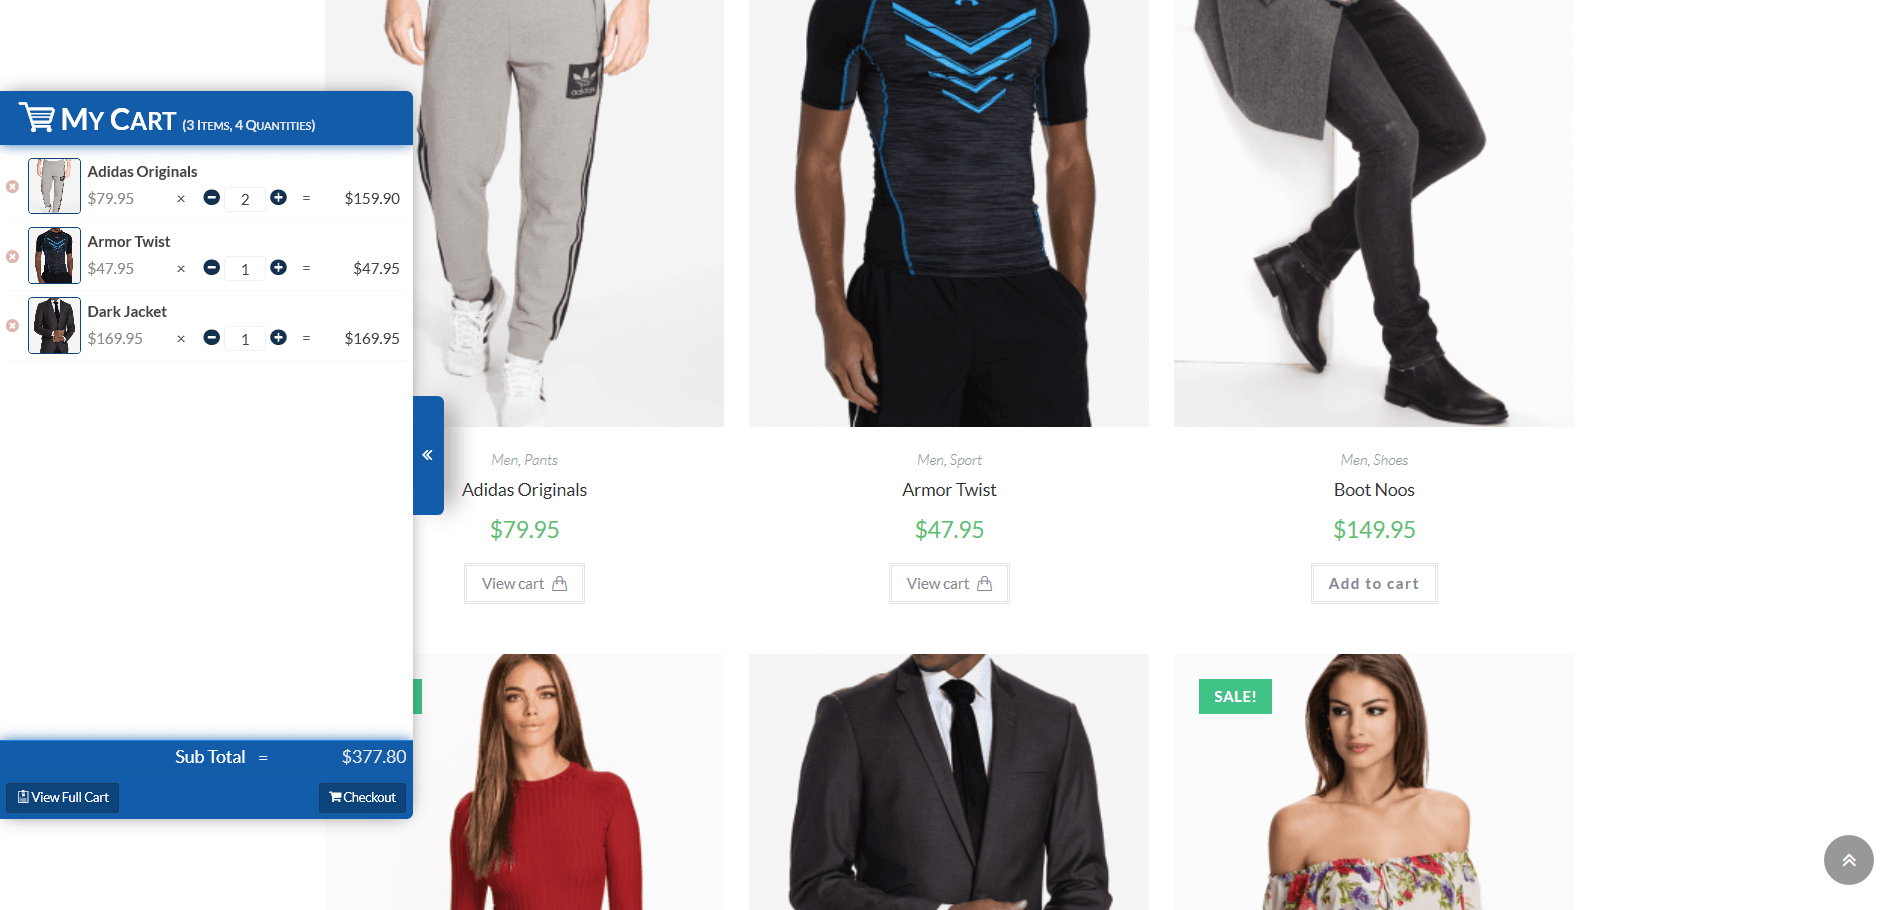 My Cart (3 Items, 4 Quantities)
Adidas Originals
$79.95 × 2 = $159.90
Armor Twist
$47.95 × 1 = $47.95
Dark Jacket
$169.95 × 1 = $169.95
Sub Total = $377.80
View Full Cart
Checkout
adidas
Men, Pants
Adidas Originals
$79.95
View cart
Men, Sport
Armor Twist
$47.95
View cart
Men, Shoes
Boot Noos
$149.95
Add to cart
SALE!